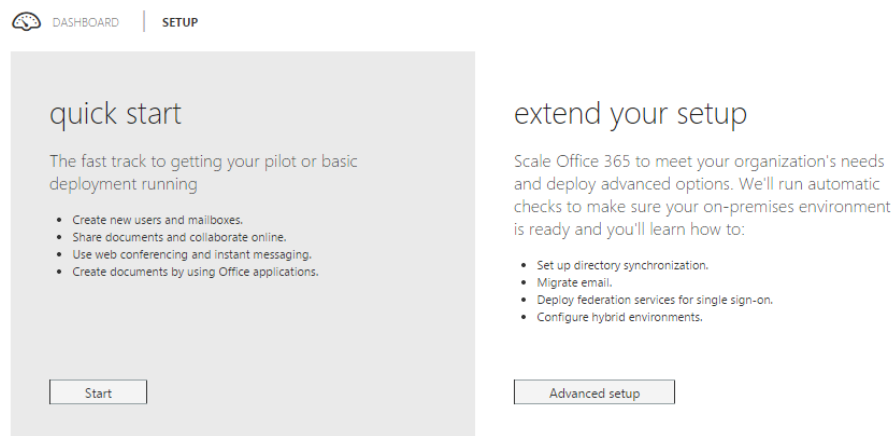 DASHBOARD SETUP
quick start
The fast track to getting your pilot or basic
deployment running
• Create new users and mailboxes.
• Share documents and collaborate online.
• Use web conferencing and instant messaging.
• Create documents by using Office applications.
Start
extend your setup
Scale Office 365 to meet your organization's needs
and deploy advanced options. We'll run automatic
checks to make sure your on-premises environment
is ready and you'll learn how to:
• Set up directory synchronization.
• Migrate email.
• Deploy federation services for single sign-on.
• Configure hybrid environments.
Advanced setup